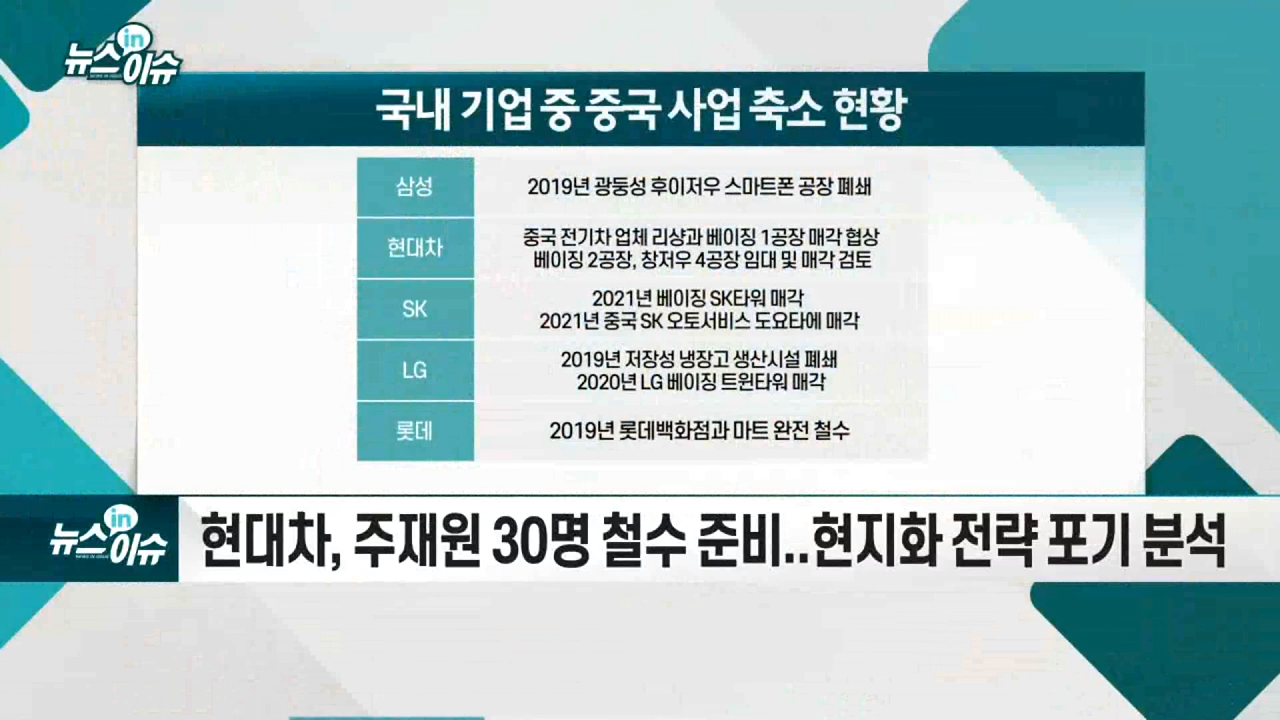 뉴스in이슈
국내 기업 중 중국 사업 축소 현황
삼성
2019년 광둥성 후이저우 스마트폰 공장 폐쇄
현대차
중국 전기차 업체 리샹과 베이징 1공장 매각 협상
베이징 2공장, 창저우 4공장 임대 및 매각 검토
SK
2021년 베이징 SK타워 매각
2021년 중국 SK 오토서비스 도요타에 매각
LG
2019년 저장성 냉장고 생산시설 폐쇄
2020년 LG 베이징 트윈타워 매각
롯데
2019년 롯데백화점과 마트 완전 철수
뉴스in이슈
현대차, 주재원 30명 철수 준비..현지화 전략 포기 분석